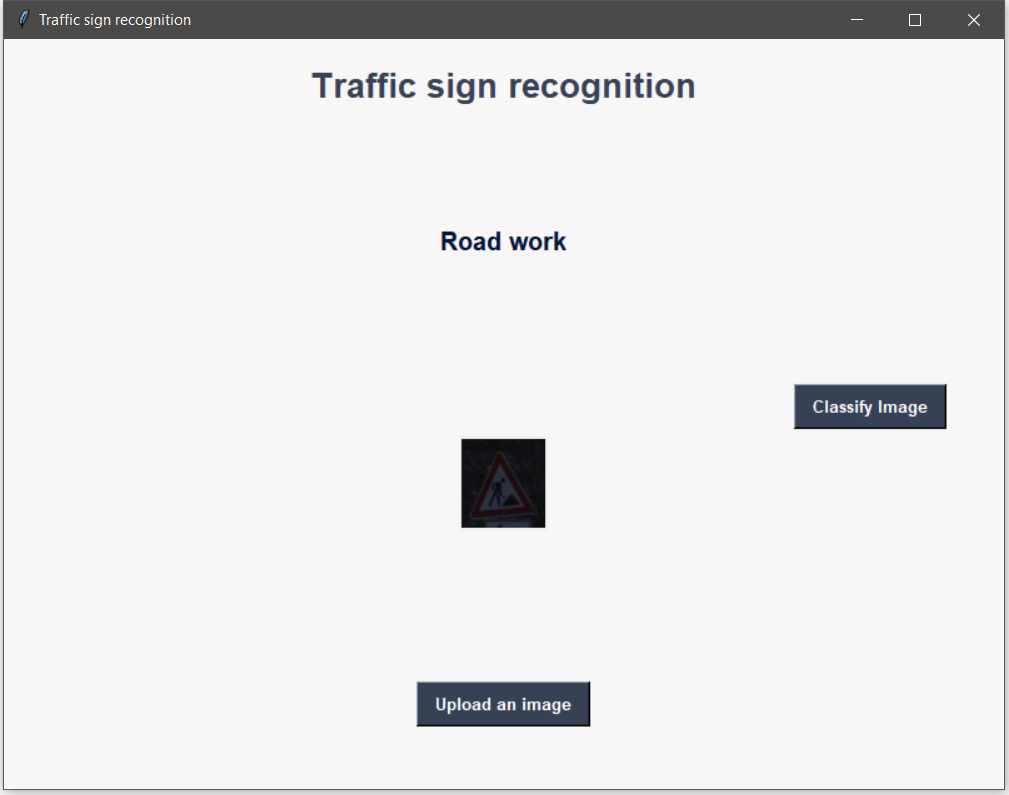 Traffic sign recognition
Traffic sign recognition
Road work
Classify Image
Upload an image